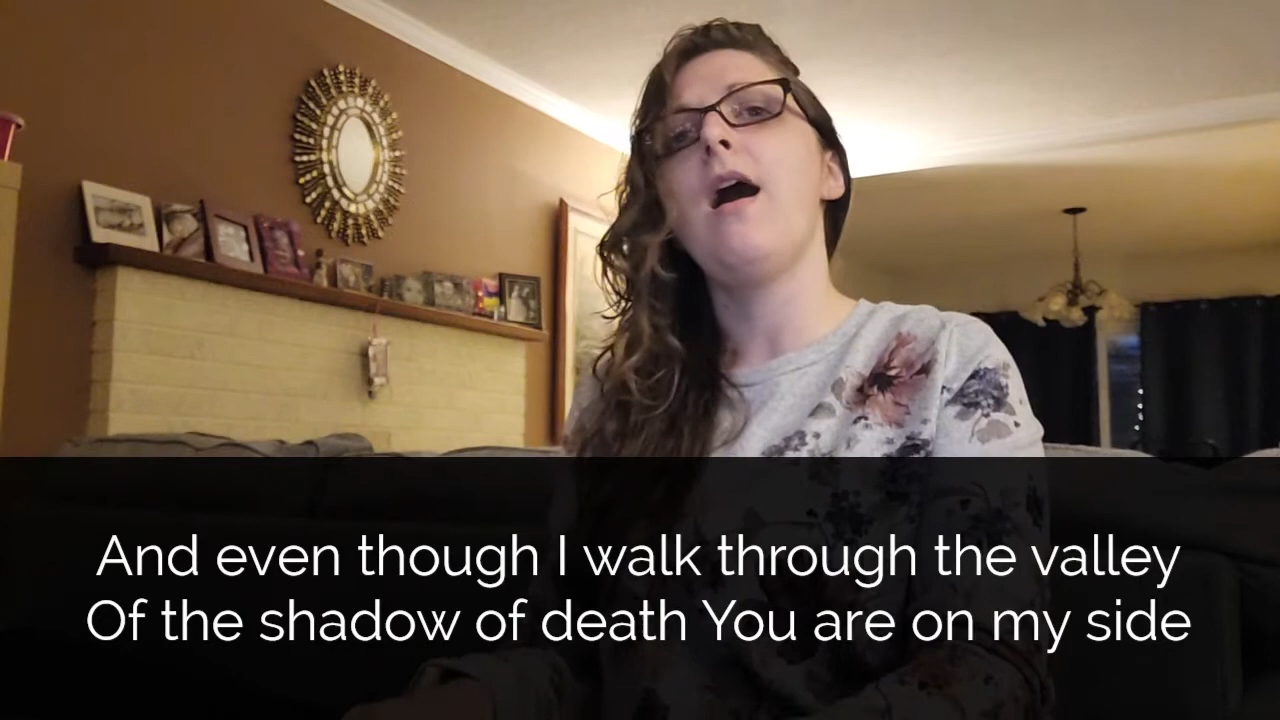 And even though I walk through the valley
Of the shadow of death You are on my side